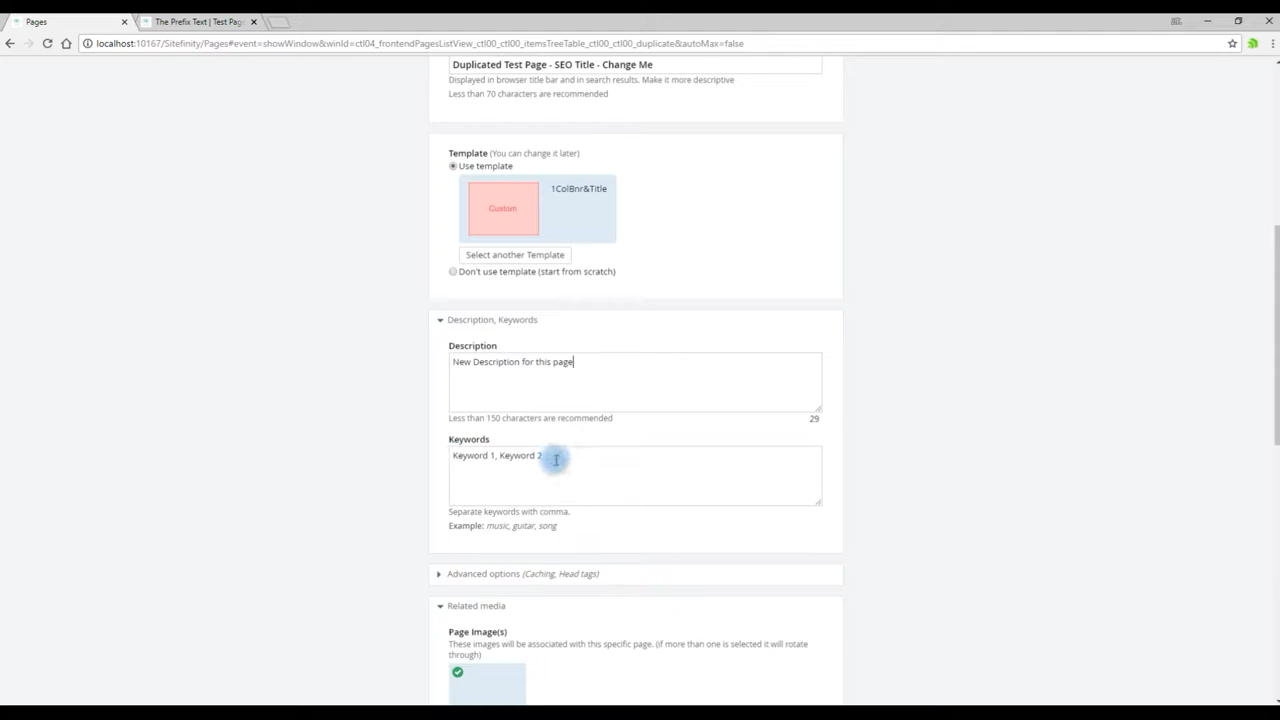 Pages
The Prefix Text | Test Pag
localhost:10167/Sitefinity/Pages#event=showWindow&winId=ctl04_frontendPagesListView_ctl00_ctl00_itemsTreeTable_ctl00_ctl00_duplicate&autoMax=false
Duplicated Test Page - SEO Title - Change Me
Displayed in browser title bar and in search results. Make it more descriptive
Less than 70 characters are recommended
Template (You can change it later)
Use template
1ColBnr&Title
Custom
Select another Template
Don't use template (start from scratch)
Description, Keywords
Description
New Description for this page
Less than 150 characters are recommended
29
Keywords
Keyword 1, Keyword 2
Separate keywords with comma.
Example: music, guitar, song
Advanced options (Caching, Head tags)
Related media
Page Image(s)
These images will be associated with this specific page. (if more than one is selected it will rotate
through)